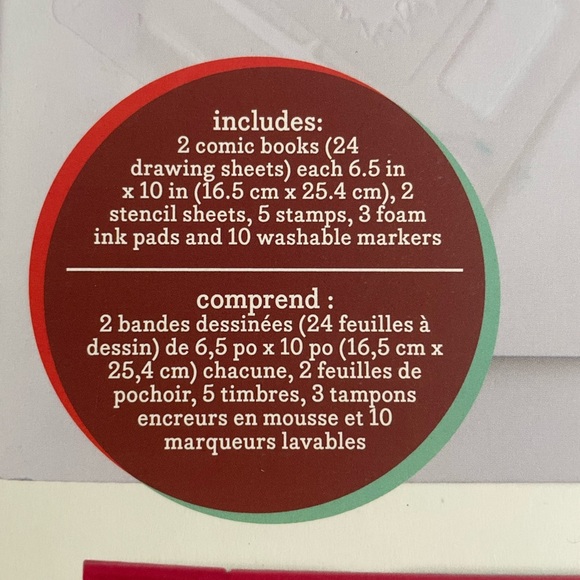 includes:
2 comic books (24
drawing sheets) each 6.5 in
x 10 in (16.5 cm x 25.4 cm), 2
stencil sheets, 5 stamps, 3 foam
ink pads and 10 washable markers
comprend :
2 bandes dessinées (24 feuilles à
dessin) de 6,5 po x 10 po (16,5 cm x
25,4 cm) chacune, 2 feuilles de
pochoir, 5 timbres, 3 tampons
encreurs en mousse et 10
marqueurs lavables